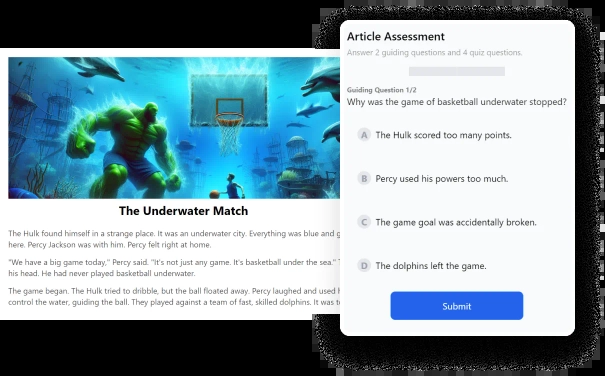 The Underwater Match
The Hulk found himself in a strange place. It was an underwater city. Everything was blue and
here. Percy Jackson was with him. Percy felt right at home.
"We have a big game today," Percy said. "It's not just any game. It's basketball under the sea."
his head. He had never played basketball underwater.
The game began. The Hulk tried to dribble, but the ball floated away. Percy laughed and used
control the water, guiding the ball. They played against a team of fast, skilled dolphins. It was
Article Assessment
Answer 2 guiding questions and 4 quiz questions.
Guiding Question 1/2
Why was the game of basketball underwater stopped?
A The Hulk scored too many points.
B Percy used his powers too much.
C The game goal was accidentally broken.
D The dolphins left the game.
Submit